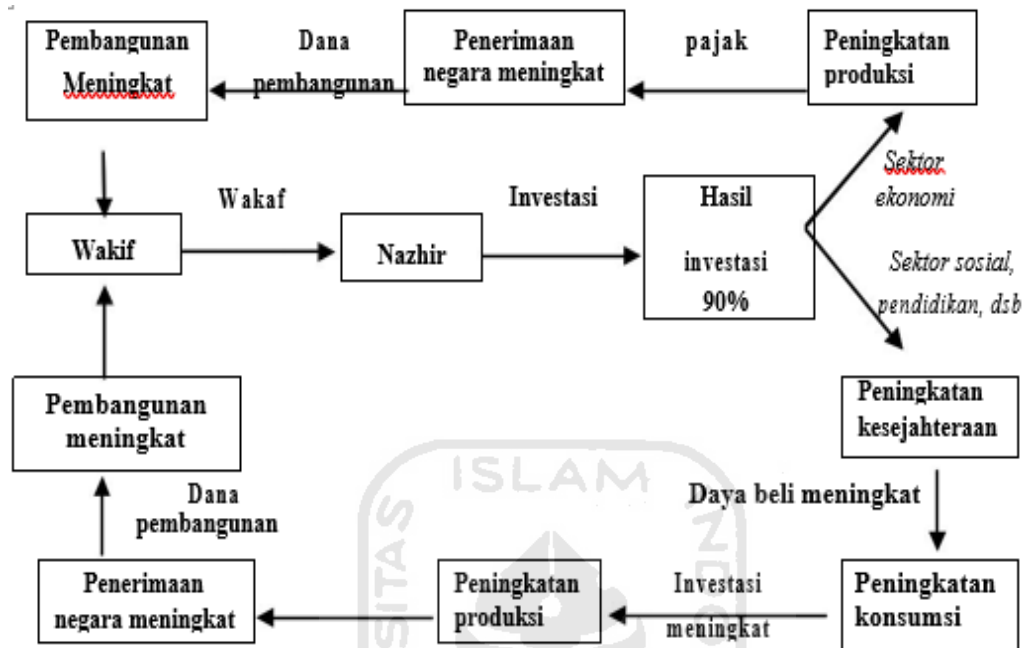 Pembangunan
Meningkat
Dana
pembangunan
Penerimaan
negara meningkat
pajak
Peningkatan
produksi
Sektor
ekonomi
Wakif
Wakaf
Nazhir
Investasi
Hasil
investasi
90%
Sektor sosial,
pendidikan, dsb
Pembangunan
meningkat
Peningkatan
kesejahteraan
Daya beli meningkat
Dana
pembangunan
Penerimaan
negara meningkat
Peningkatan
produksi
Investasi
meningkat
Peningkatan
konsumsi
ISLAM
SITAS
INDO